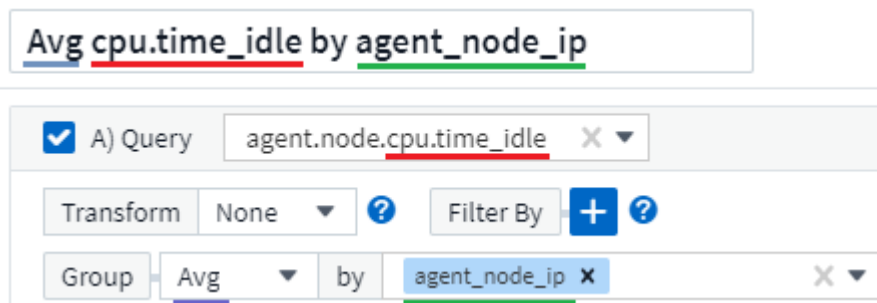 Avg cpu.time_idle by agent_node_ip
A) Query agent.node.cpu.time_idle
Transform None ? Filter By + ?
Group Avg by agent_node_ip x